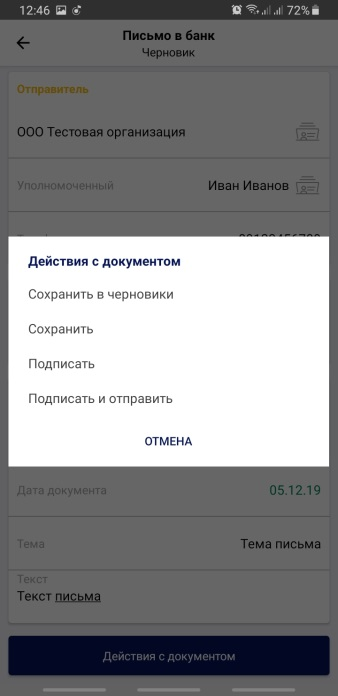 12:46 72%
Письмо в банк
Черновик
Отправитель
ООО Тестовая организация
Уполномоченный Иван Иванов
Действия с документом
Сохранить в черновики
Сохранить
Подписать
Подписать и отправить
ОТМЕНА
Дата документа 05.12.19
Тема Тема письма
Текст
Текст письма
Действия с документом